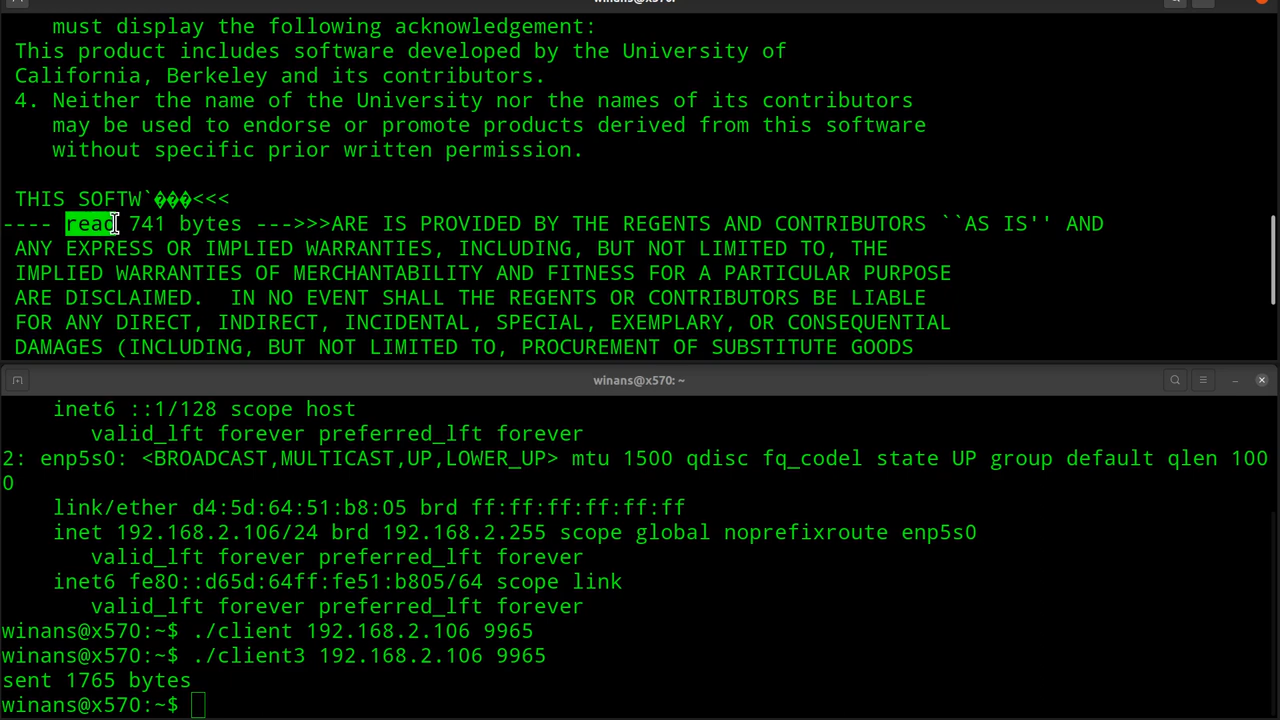 winans@x570: ~
must display the following acknowledgement:
This product includes software developed by the University of
California, Berkeley and its contributors.
4. Neither the name of the University nor the names of its contributors
may be used to endorse or promote products derived from this software
without specific prior written permission.
THIS SOFTW`���<<<
---- read 741 bytes --->>>ARE IS PROVIDED BY THE REGENTS AND CONTRIBUTORS ``AS IS'' AND
ANY EXPRESS OR IMPLIED WARRANTIES, INCLUDING, BUT NOT LIMITED TO, THE
IMPLIED WARRANTIES OF MERCHANTABILITY AND FITNESS FOR A PARTICULAR PURPOSE
ARE DISCLAIMED.  IN NO EVENT SHALL THE REGENTS OR CONTRIBUTORS BE LIABLE
FOR ANY DIRECT, INDIRECT, INCIDENTAL, SPECIAL, EXEMPLARY, OR CONSEQUENTIAL
DAMAGES (INCLUDING, BUT NOT LIMITED TO, PROCUREMENT OF SUBSTITUTE GOODS
winans@x570: ~
inet6 ::1/128 scope host
valid_lft forever preferred_lft forever
2: enp5s0: <BROADCAST,MULTICAST,UP,LOWER_UP> mtu 1500 qdisc fq_codel state UP group default qlen 100
0
link/ether d4:5d:64:51:b8:05 brd ff:ff:ff:ff:ff:ff
inet 192.168.2.106/24 brd 192.168.2.255 scope global noprefixroute enp5s0
valid_lft forever preferred_lft forever
inet6 fe80::d65d:64ff:fe51:b805/64 scope link
valid_lft forever preferred_lft forever
winans@x570:~$ ./client 192.168.2.106 9965
winans@x570:~$ ./client3 192.168.2.106 9965
sent 1765 bytes
winans@x570:~$